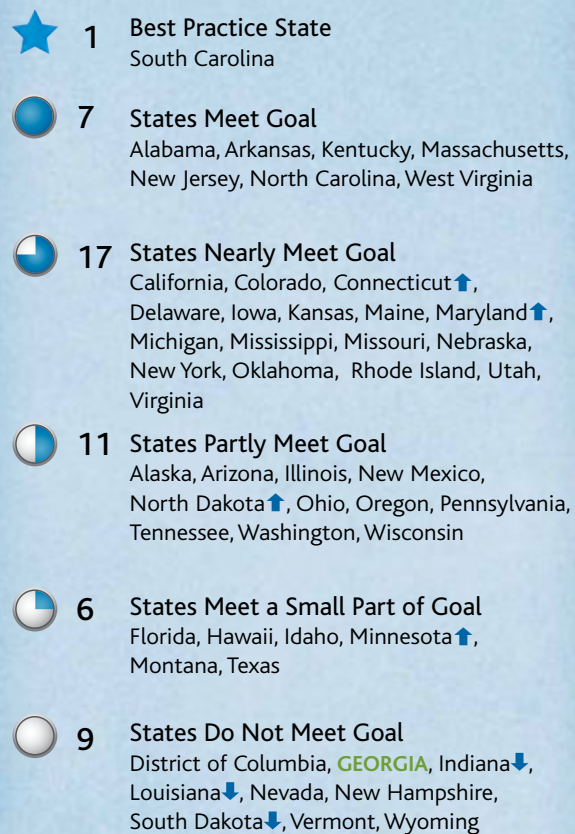 1 Best Practice State
South Carolina
7 States Meet Goal
Alabama, Arkansas, Kentucky, Massachusetts,
New Jersey, North Carolina, West Virginia
17 States Nearly Meet Goal
California, Colorado, Connecticut⬆,
Delaware, Iowa, Kansas, Maine, Maryland⬆,
Michigan, Mississippi, Missouri, Nebraska,
New York, Oklahoma, Rhode Island, Utah,
Virginia
11 States Partly Meet Goal
Alaska, Arizona, Illinois, New Mexico,
North Dakota⬆, Ohio, Oregon, Pennsylvania,
Tennessee, Washington, Wisconsin
6 States Meet a Small Part of Goal
Florida, Hawaii, Idaho, Minnesota⬆,
Montana, Texas
9 States Do Not Meet Goal
District of Columbia, GEORGIA, Indiana⬇,
Louisiana⬇, Nevada, New Hampshire,
South Dakota⬇, Vermont, Wyoming